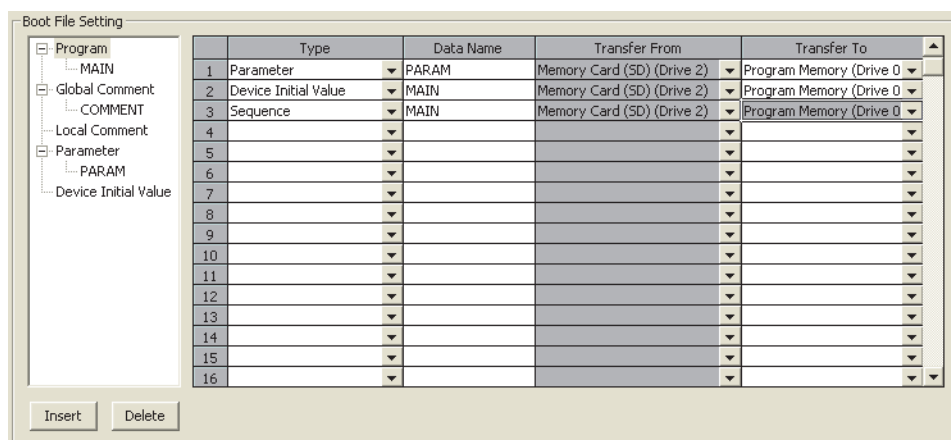 Boot File Setting
Program
MAIN
Global Comment
COMMENT
Local Comment
Parameter
PARAM
Device Initial Value
Type Data Name Transfer From Transfer To
1 Parameter PARAM Memory Card (SD) (Drive 2) Program Memory (Drive 0
2 Device Initial Value MAIN Memory Card (SD) (Drive 2) Program Memory (Drive 0
3 Sequence MAIN Memory Card (SD) (Drive 2) Program Memory (Drive 0
4
5
6
7
8
9
10
11
12
13
14
15
16
Insert Delete